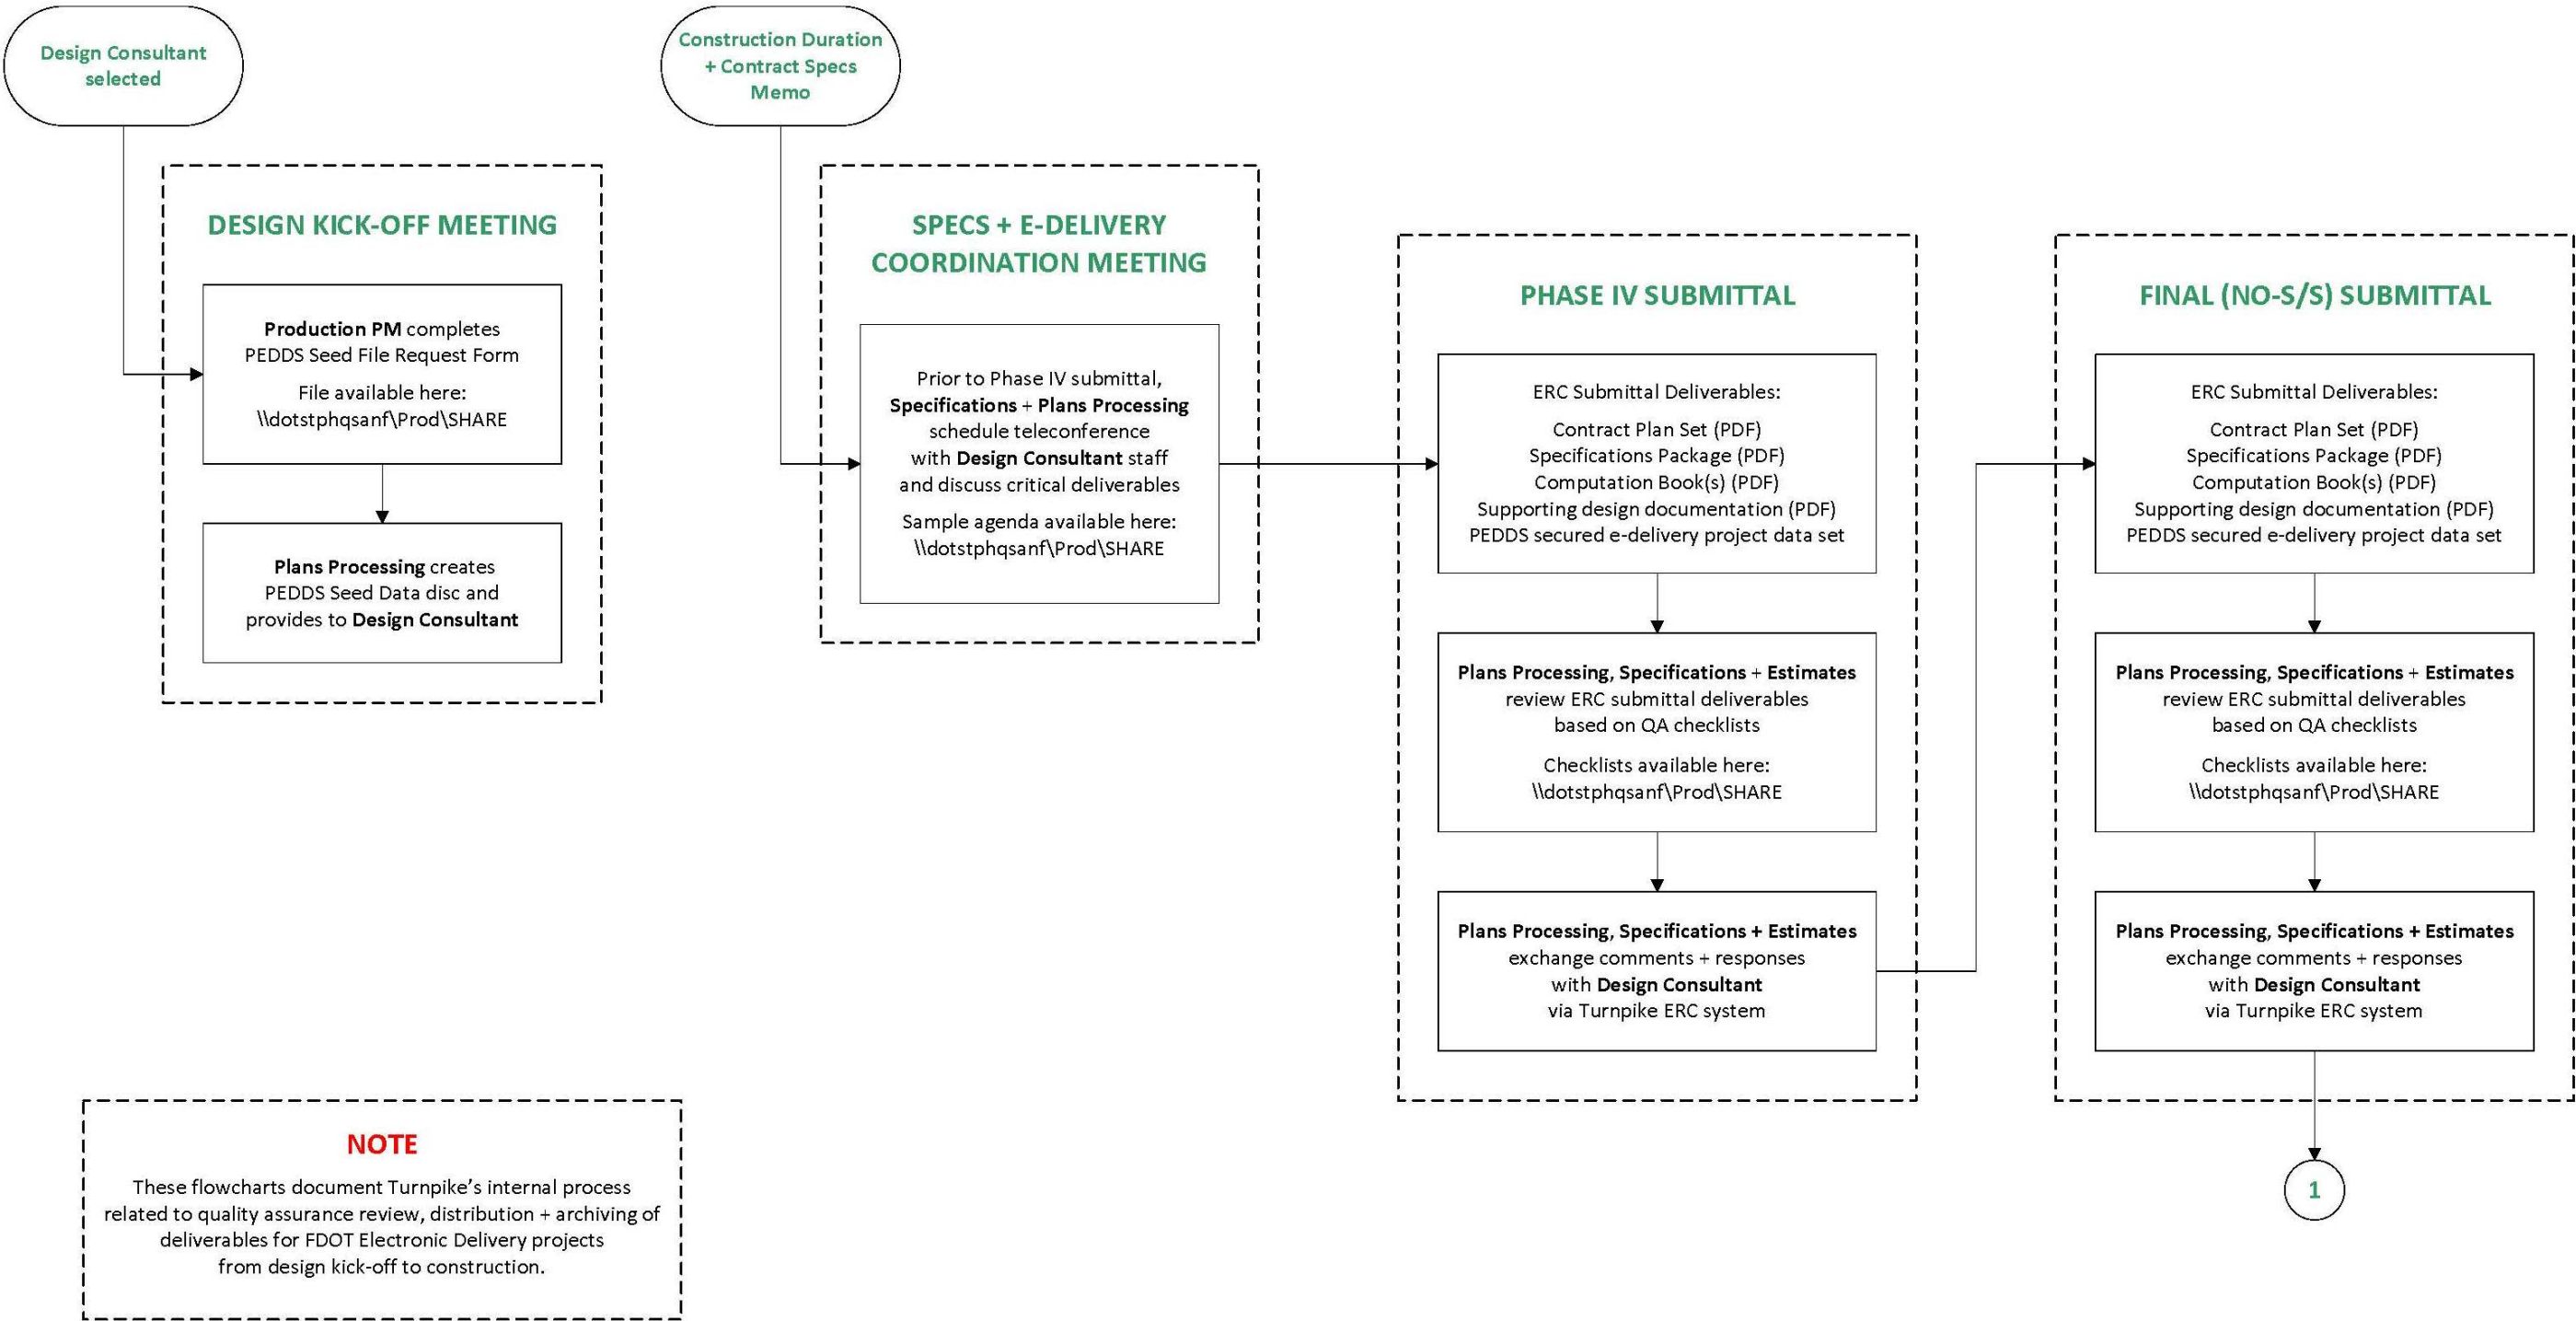 Design Consultant
selected
Construction Duration
+ Contract Specs
Memo
DESIGN KICK-OFF MEETING
Production PM completes
PEDDS Seed File Request Form
File available here:
\\dotstphqsanf\Prod\SHARE
Plans Processing creates
PEDDS Seed Data disc and
provides to Design Consultant
SPECS + E-DELIVERY
COORDINATION MEETING
Prior to Phase IV submittal,
Specifications + Plans Processing
schedule teleconference
with Design Consultant staff
and discuss critical deliverables
Sample agenda available here:
\\dotstphqsanf\Prod\SHARE
PHASE IV SUBMITTAL
ERC Submittal Deliverables:
Contract Plan Set (PDF)
Specifications Package (PDF)
Computation Book(s) (PDF)
Supporting design documentation (PDF)
PEDDS secured e-delivery project data set
Plans Processing, Specifications + Estimates
review ERC submittal deliverables
based on QA checklists
Checklists available here:
\\dotstphqsanf\Prod\SHARE
Plans Processing, Specifications + Estimates
exchange comments + responses
with Design Consultant
via Turnpike ERC system
FINAL (NO-S/S) SUBMITTAL
ERC Submittal Deliverables:
Contract Plan Set (PDF)
Specifications Package (PDF)
Computation Book(s) (PDF)
Supporting design documentation (PDF)
PEDDS secured e-delivery project data set
Plans Processing, Specifications + Estimates
review ERC submittal deliverables
based on QA checklists
Checklists available here:
\\dotstphqsanf\Prod\SHARE
Plans Processing, Specifications + Estimates
exchange comments + responses
with Design Consultant
via Turnpike ERC system
1
NOTE
These flowcharts document Turnpike’s internal process
related to quality assurance review, distribution + archiving of
deliverables for FDOT Electronic Delivery projects
from design kick-off to construction.